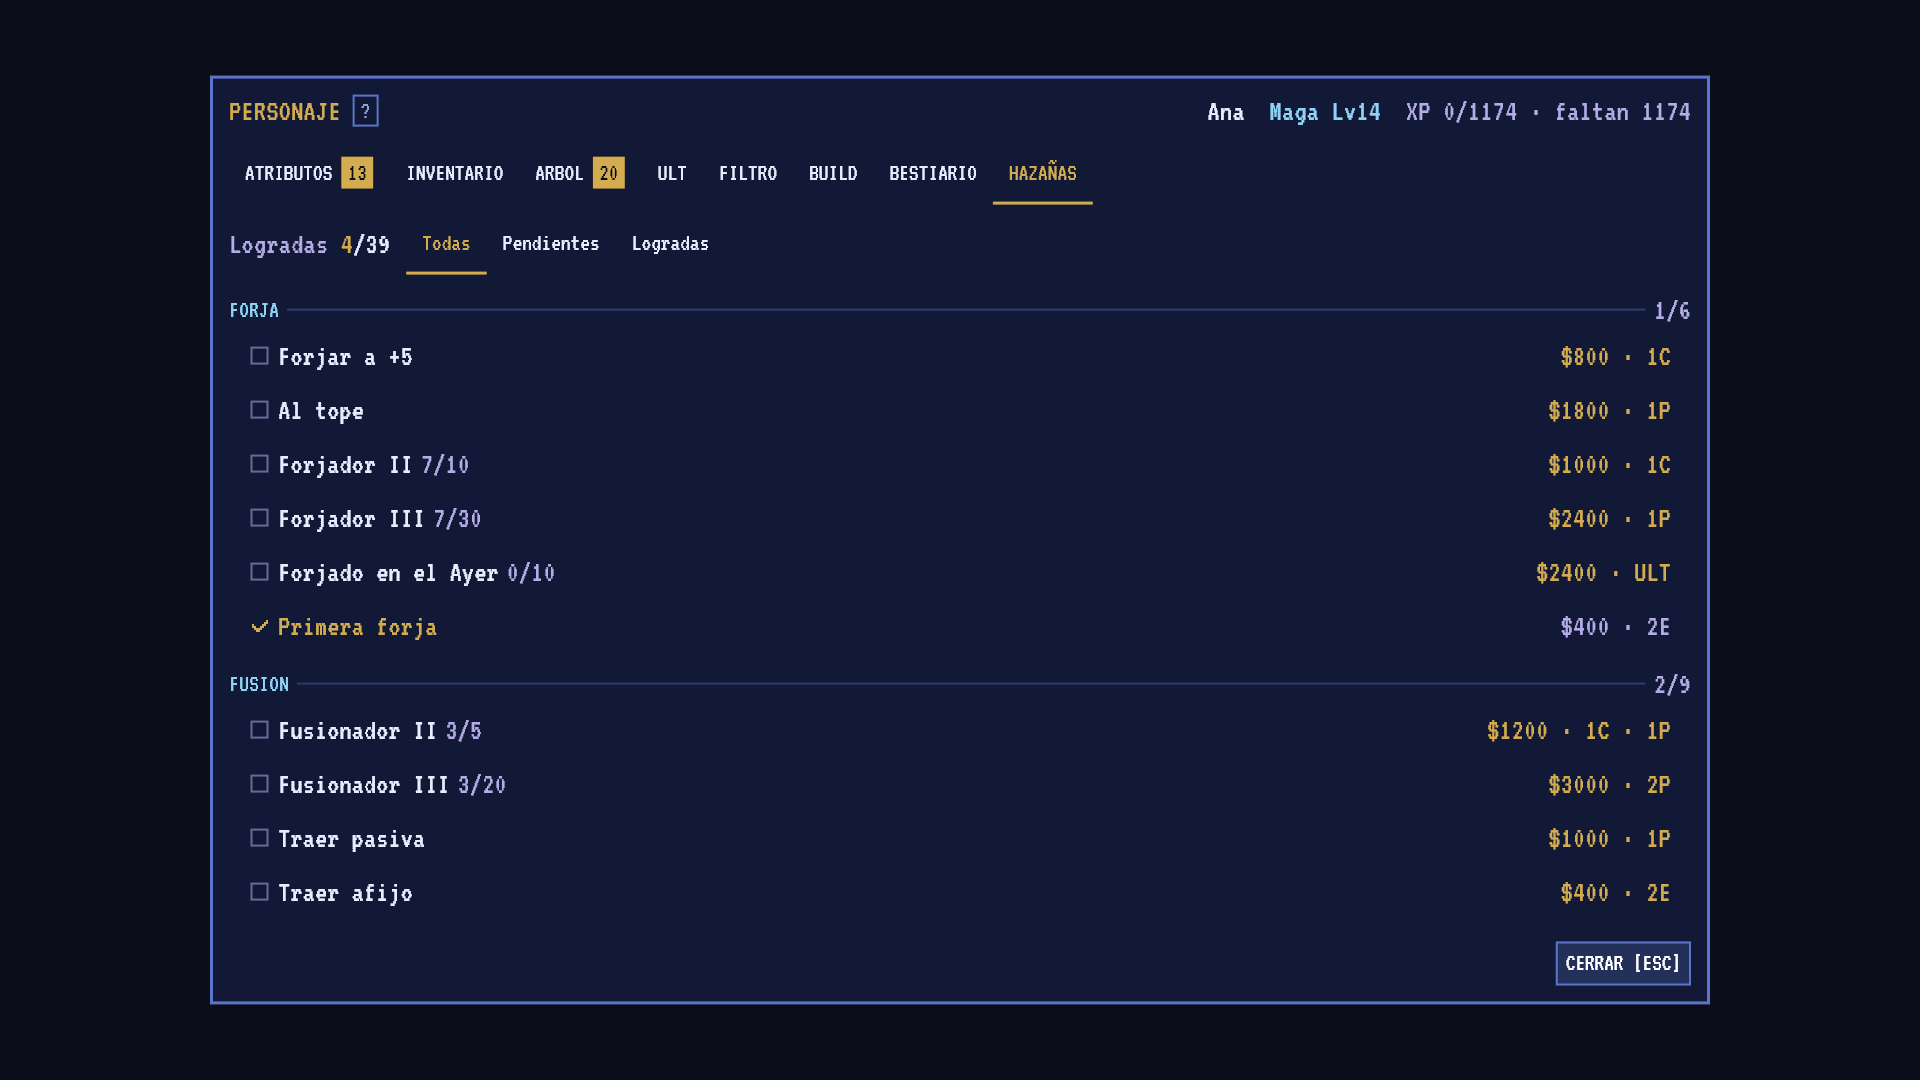 PERSONAJE ? Ana Maga Lv14 XP 0/1174 · faltan 1174
ATRIBUTOS 13 INVENTARIO ARBOL 20 ULT FILTRO BUILD BESTIARIO HAZAÑAS
Logradas 4/39 Todas Pendientes Logradas
FORJA 1/6
Forjar a +5 $800 · 1C
Al tope $1800 · 1P
Forjador II 7/10 $1000 · 1C
Forjador III 7/30 $2400 · 1P
Forjado en el Ayer 0/10 $2400 · ULT
Primera forja $400 · 2E
FUSION 2/9
Fusionador II 3/5 $1200 · 1C · 1P
Fusionador III 3/20 $3000 · 2P
Traer pasiva $1000 · 1P
Traer afijo $400 · 2E
CERRAR [ESC]